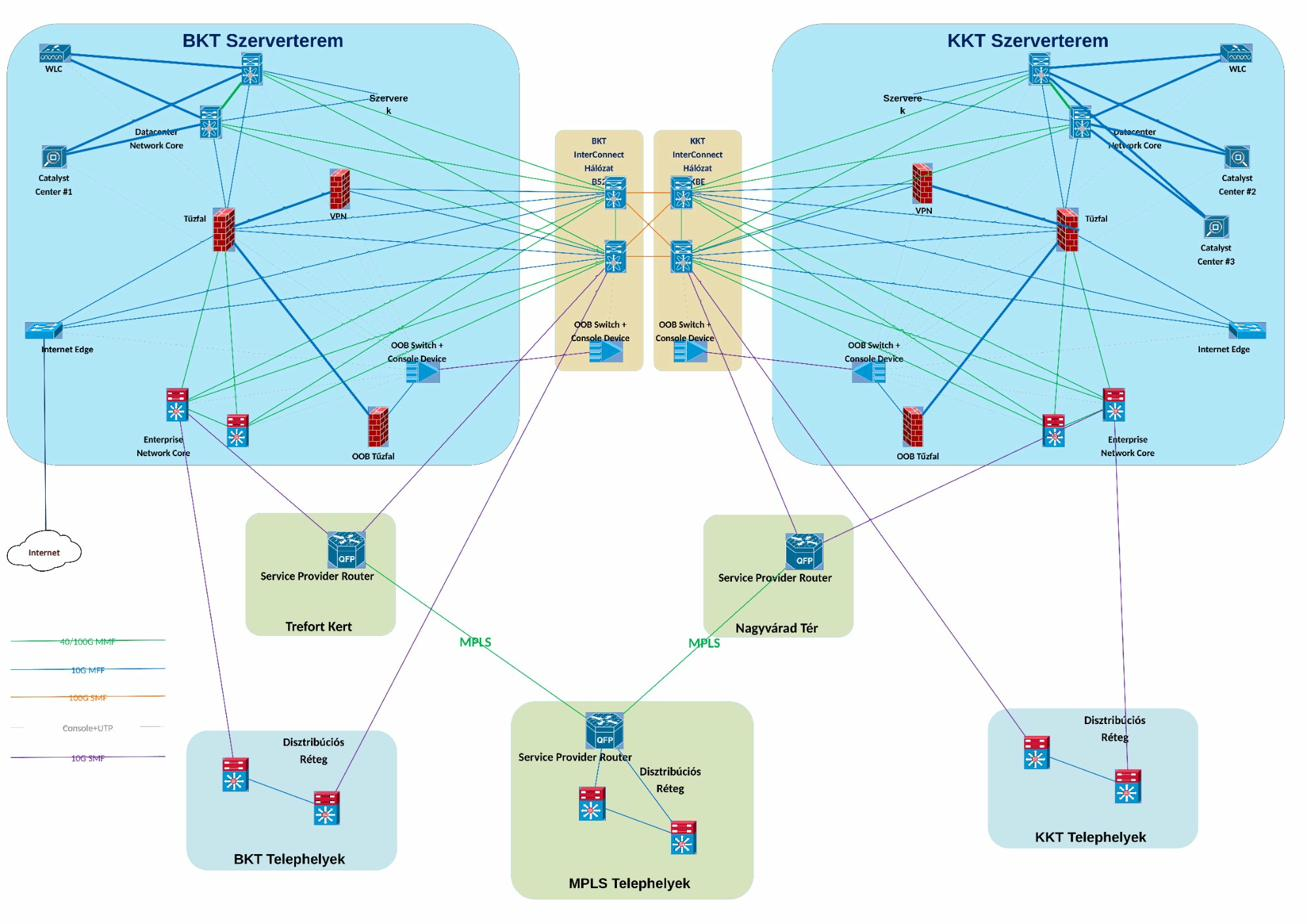 BKT Szerverterem
WLC
Szervere
k
Datacenter
Network Core
Catalyst
Center #1
VPN
Tűzfal
Internet Edge
OOB Switch +
Console Device
Enterprise
Network Core
OOB Tűzfal
BKT
InterConnect
Hálózat
KKT
InterConnect
Hálózat
OOB Switch +
Console Device
OOB Switch +
Console Device
KKT Szerverterem
WLC
Szervere
k
Datacenter
Network Core
Catalyst
Center #2
VPN
Tűzfal
Catalyst
Center #3
Internet Edge
OOB Switch +
Console Device
OOB Tűzfal
Enterprise
Network Core
Internet
QFP
Service Provider Router
Trefort Kert
QFP
Service Provider Router
Nagyvárad Tér
MPLS
MPLS
40/100G MMF
10G MFF
100G SMF
Console+UTP
10G SMF
Disztribúciós
Réteg
BKT Telephelyek
QFP
Service Provider Router
Disztribúciós
Réteg
MPLS Telephelyek
Disztribúciós
Réteg
KKT Telephelyek